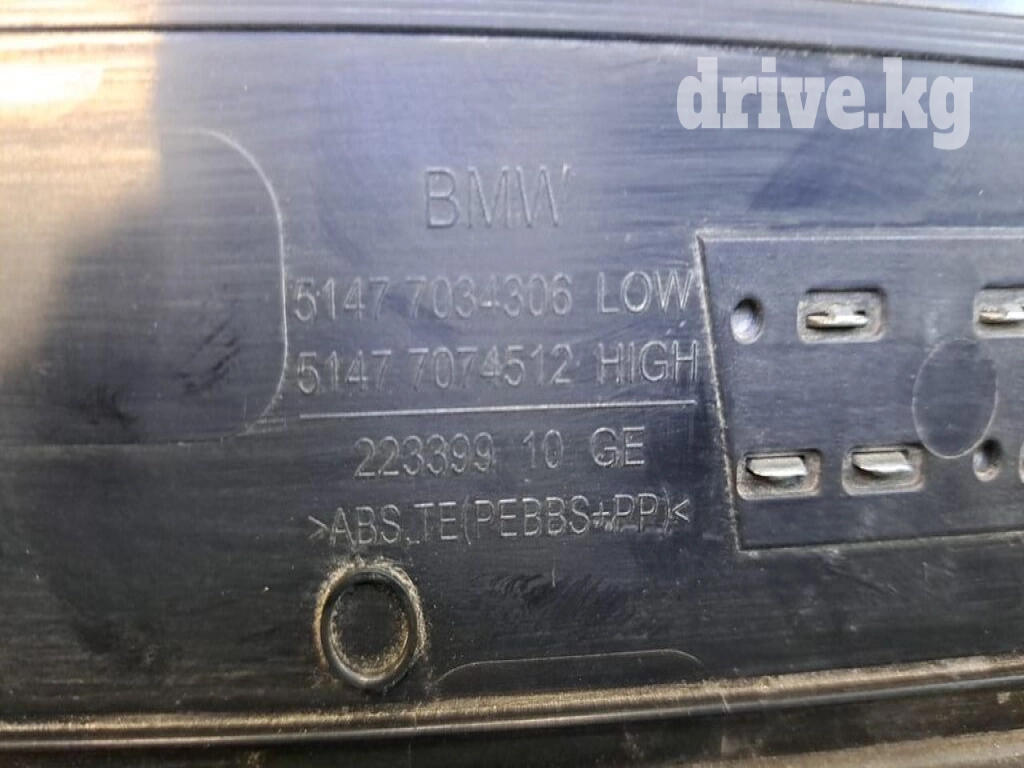 drive.kg
BMW
5147 7034306 LOW
5147 7074512 HIGH
223399 10 GE
>ABS,TE(PEBBS+PP)<